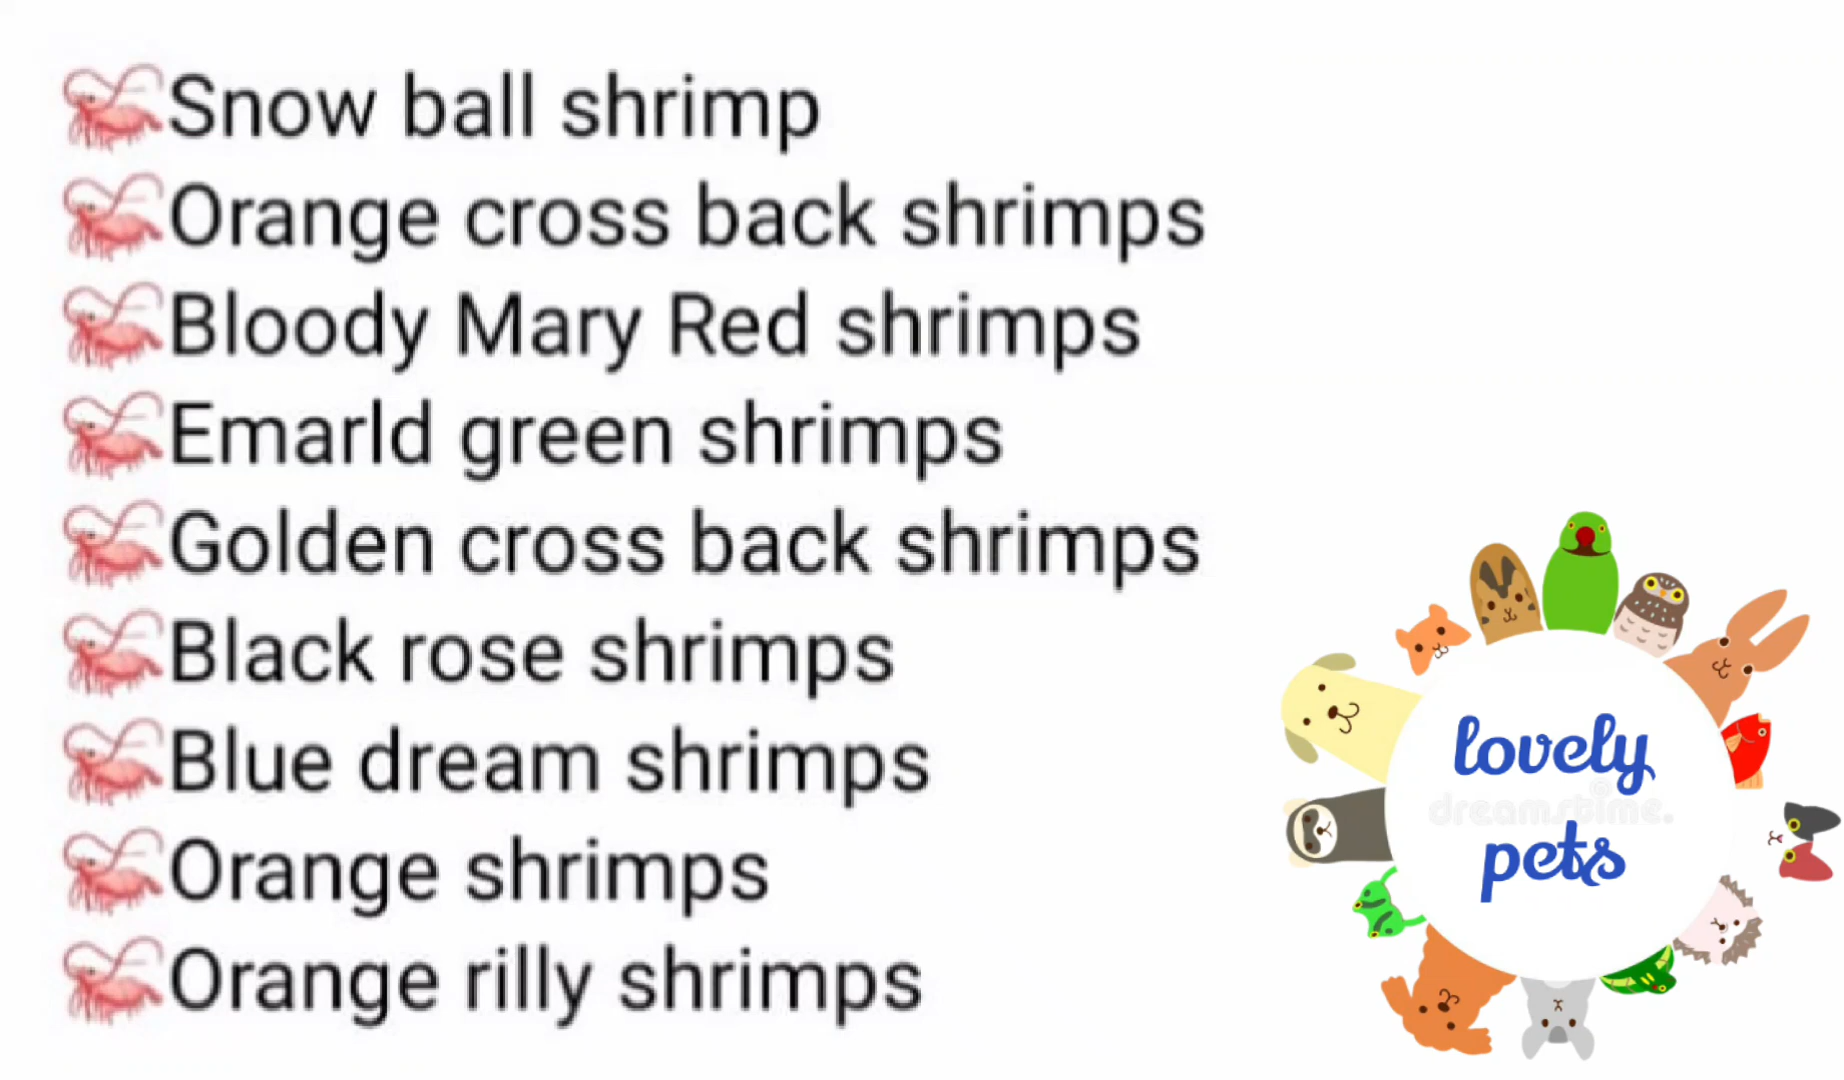 🦐Snow ball shrimp
🦐Orange cross back shrimps
🦐Bloody Mary Red shrimps
🦐Emarld green shrimps
🦐Golden cross back shrimps
🦐Black rose shrimps
🦐Blue dream shrimps
🦐Orange shrimps
🦐Orange rilly shrimps
lovely
dreamstime.
pets